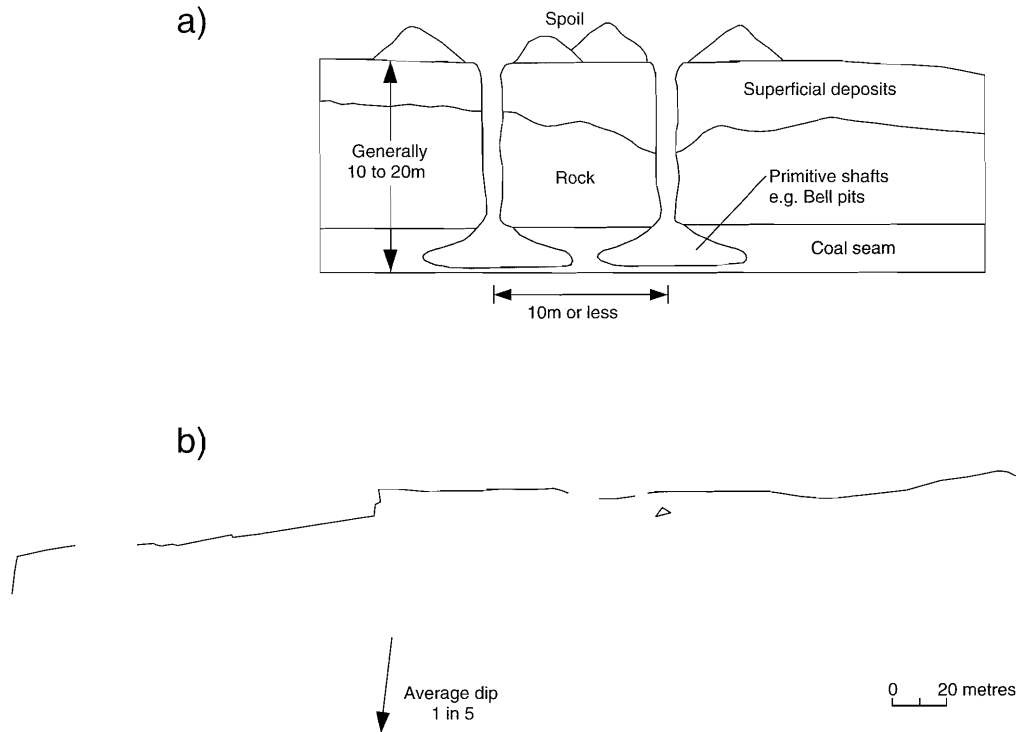 a)
Spoil
Superficial deposits
Generally
10 to 20m
Rock
Primitive shafts
e.g. Bell pits
Coal seam
10m or less
b)
Average dip
1 in 5
0 20 metres